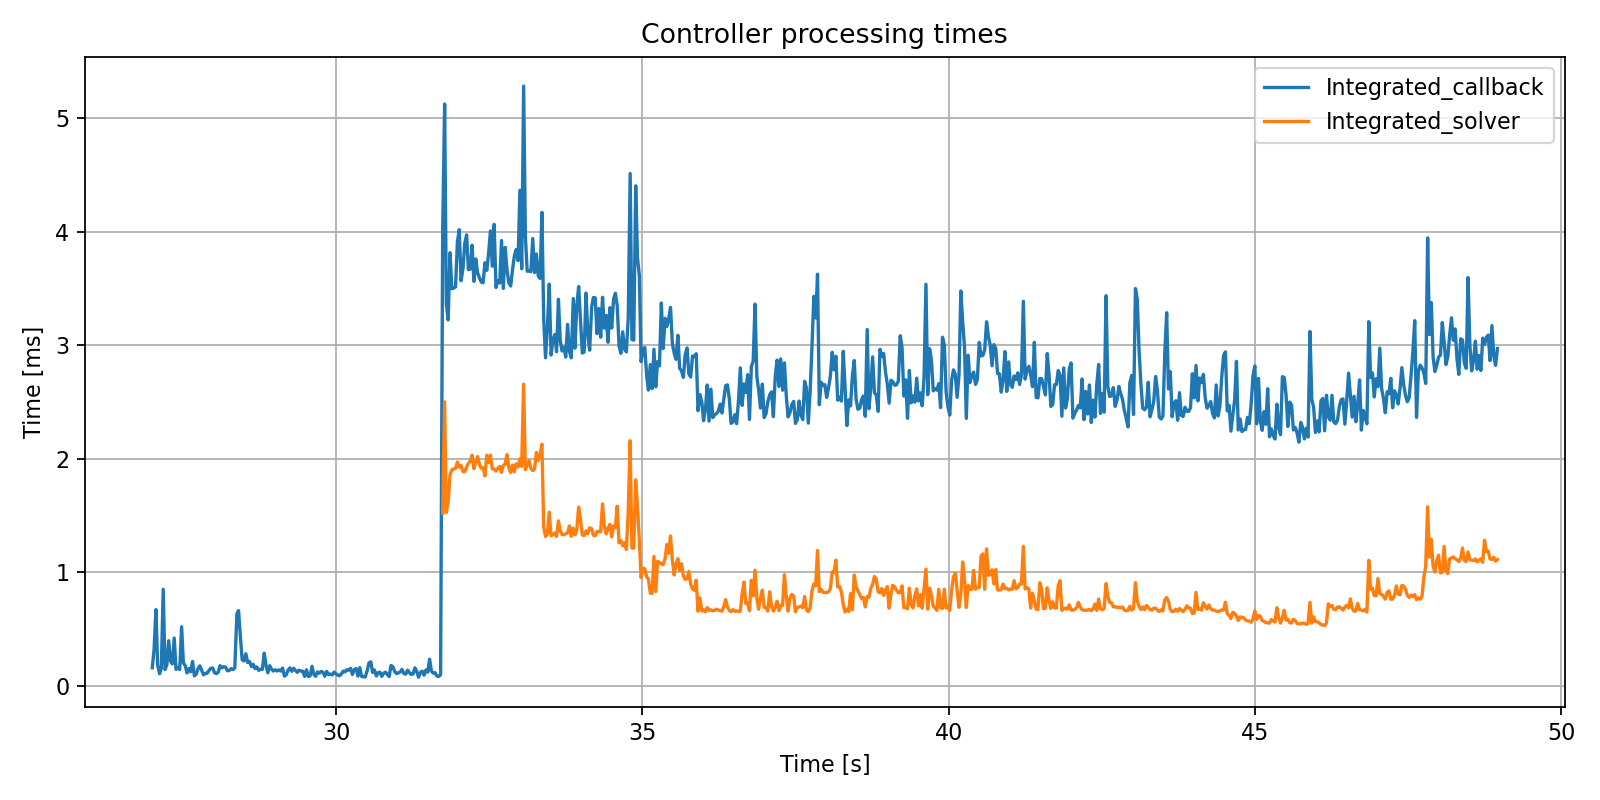 Controller processing times
Integrated_callback
Integrated_solver
Time [ms]
5
4
3
2
1
0
30
35
40
45
50
Time [s]